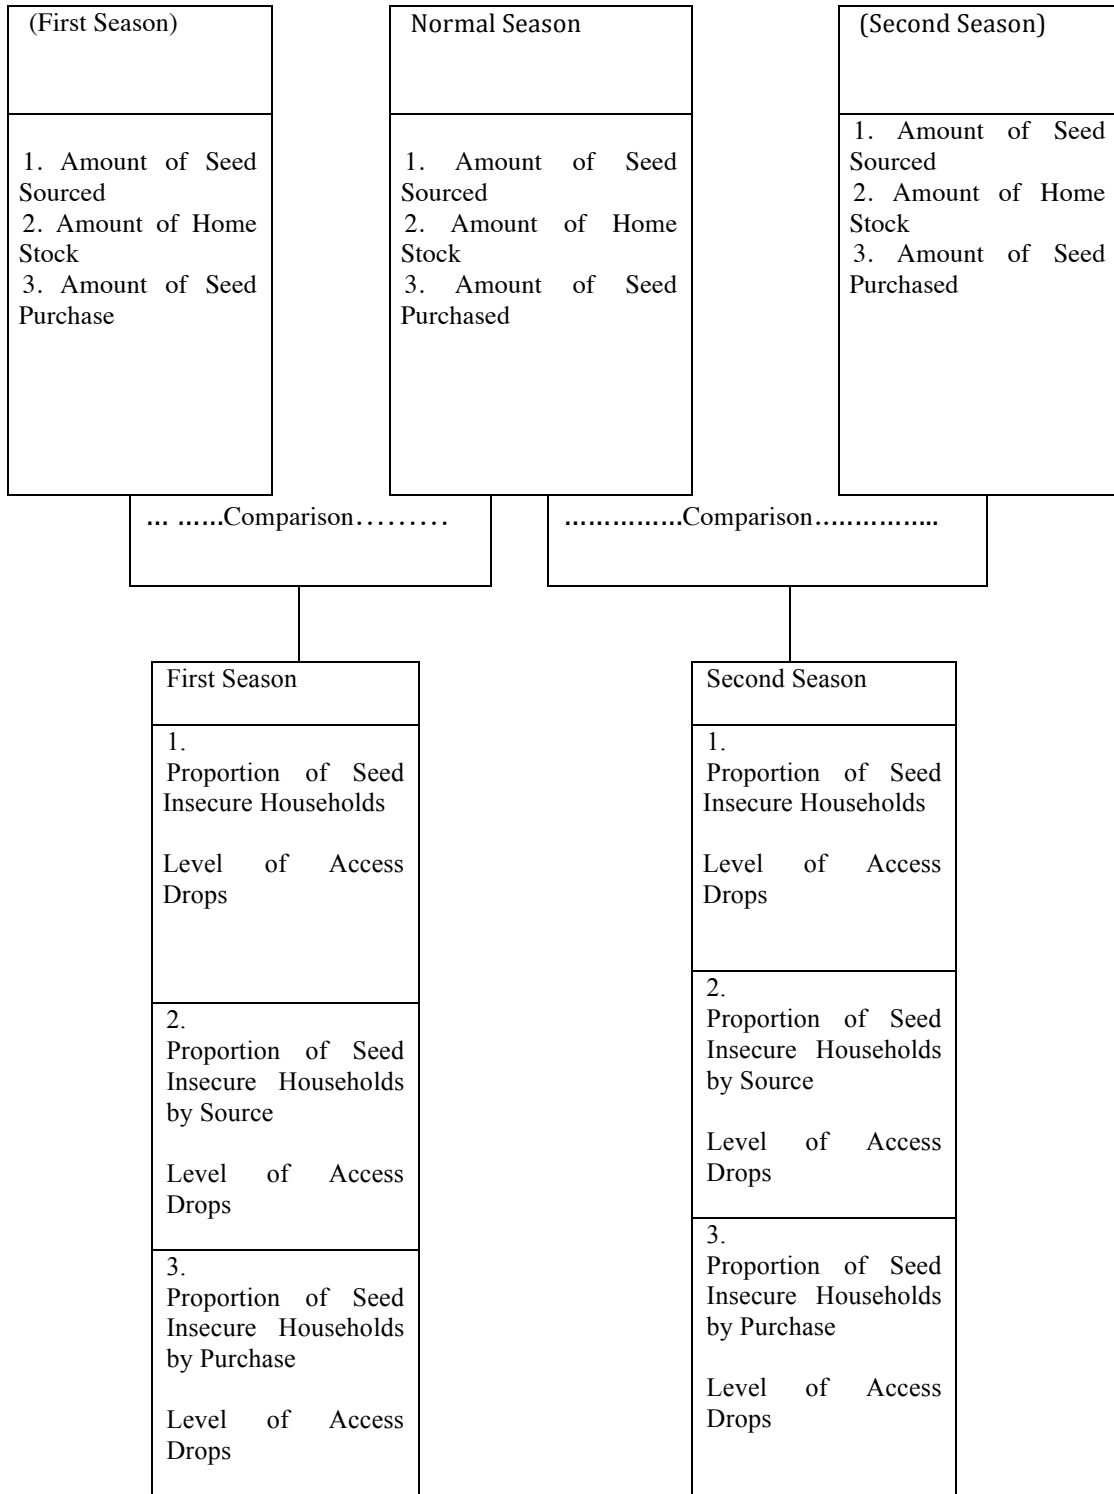 (First Season)
1. Amount of Seed
Sourced
2. Amount of Home
Stock
3. Amount of Seed
Purchase
Normal Season
1. Amount of Seed
Sourced
2. Amount of Home
Stock
3. Amount of Seed
Purchased
(Second Season)
1. Amount of Seed
Sourced
2. Amount of Home
Stock
3. Amount of Seed
Purchased
... ......Comparison.........
...............Comparison................
First Season
1.
Proportion of Seed
Insecure Households
Level of Access
Drops
2.
Proportion of Seed
Insecure Households
by Source
Level of Access
Drops
3.
Proportion of Seed
Insecure Households
by Purchase
Level of Access
Drops
Second Season
1.
Proportion of Seed
Insecure Households
Level of Access
Drops
2.
Proportion of Seed
Insecure Households
by Source
Level of Access
Drops
3.
Proportion of Seed
Insecure Households
by Purchase
Level of Access
Drops